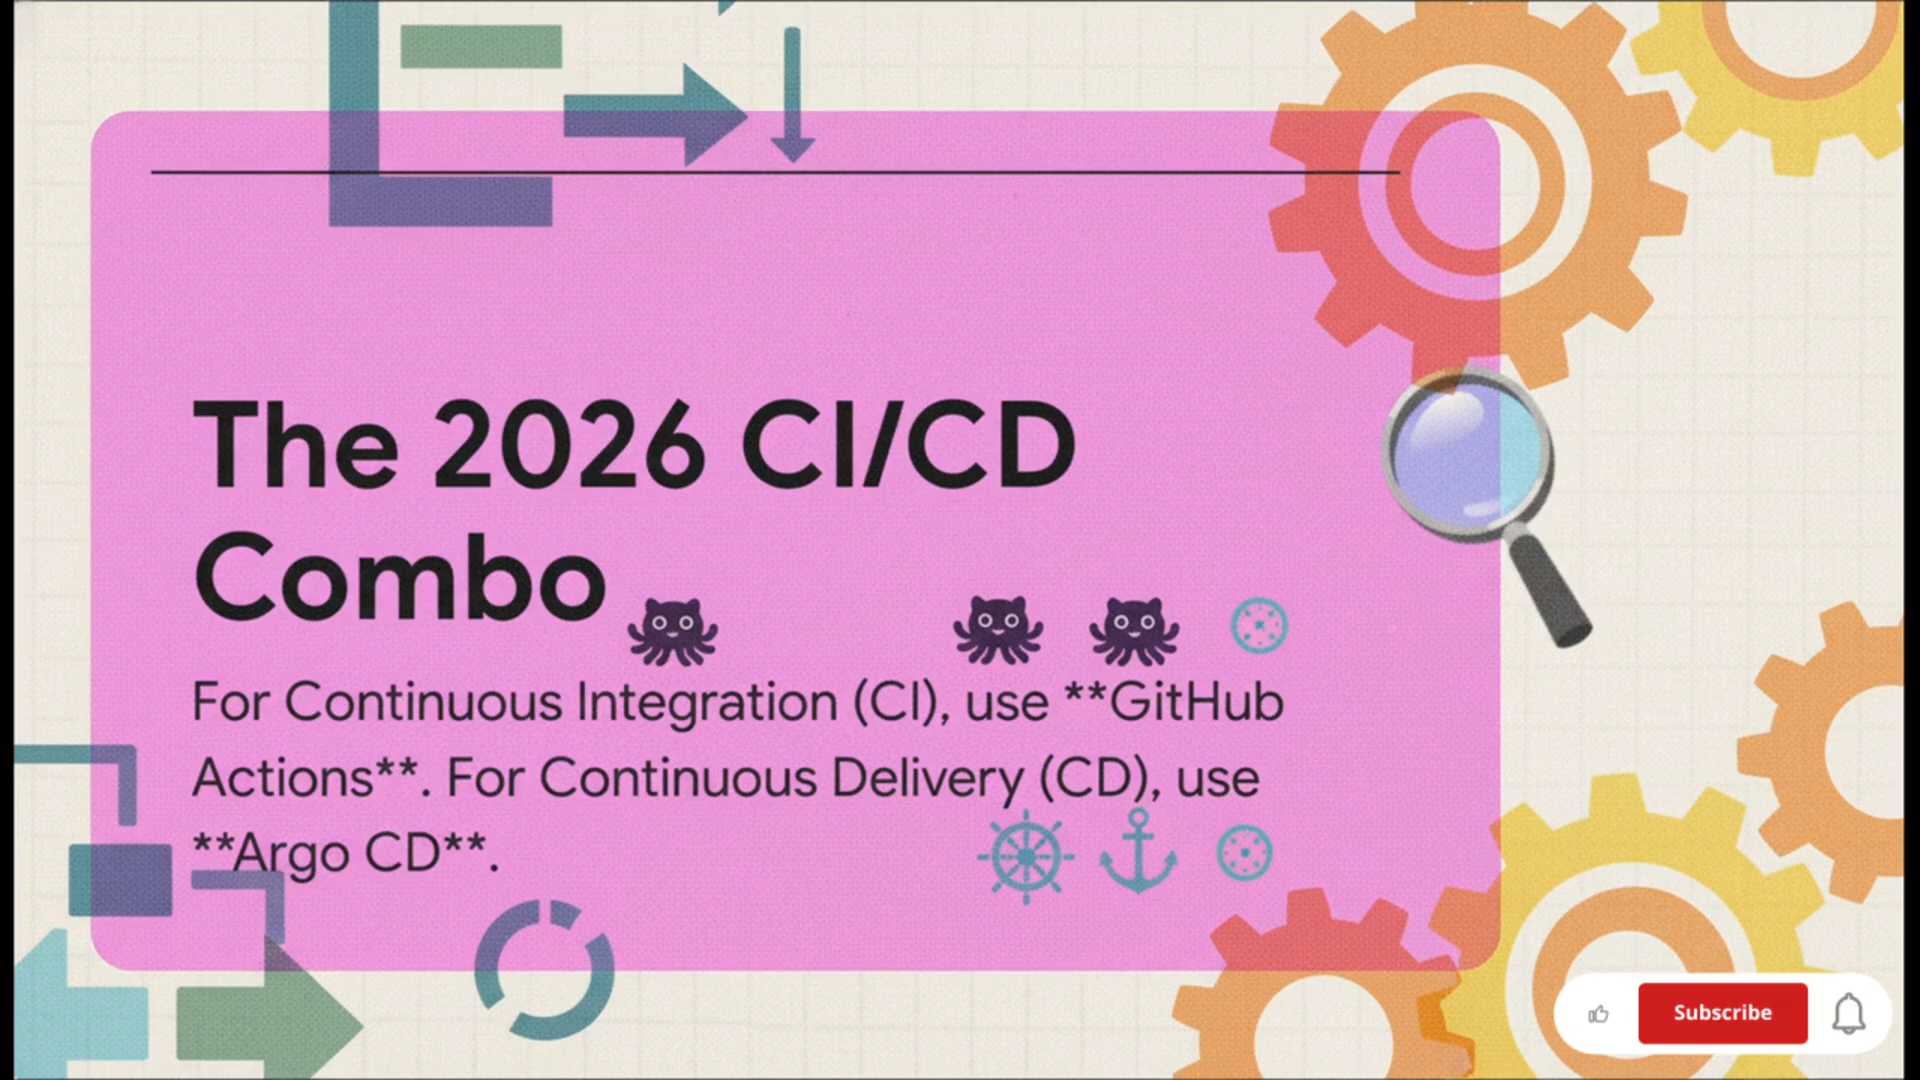 The 2026 CI/CD
Combo
For Continuous Integration (CI), use **GitHub
Actions**. For Continuous Delivery (CD), use
**Argo CD**.
Subscribe